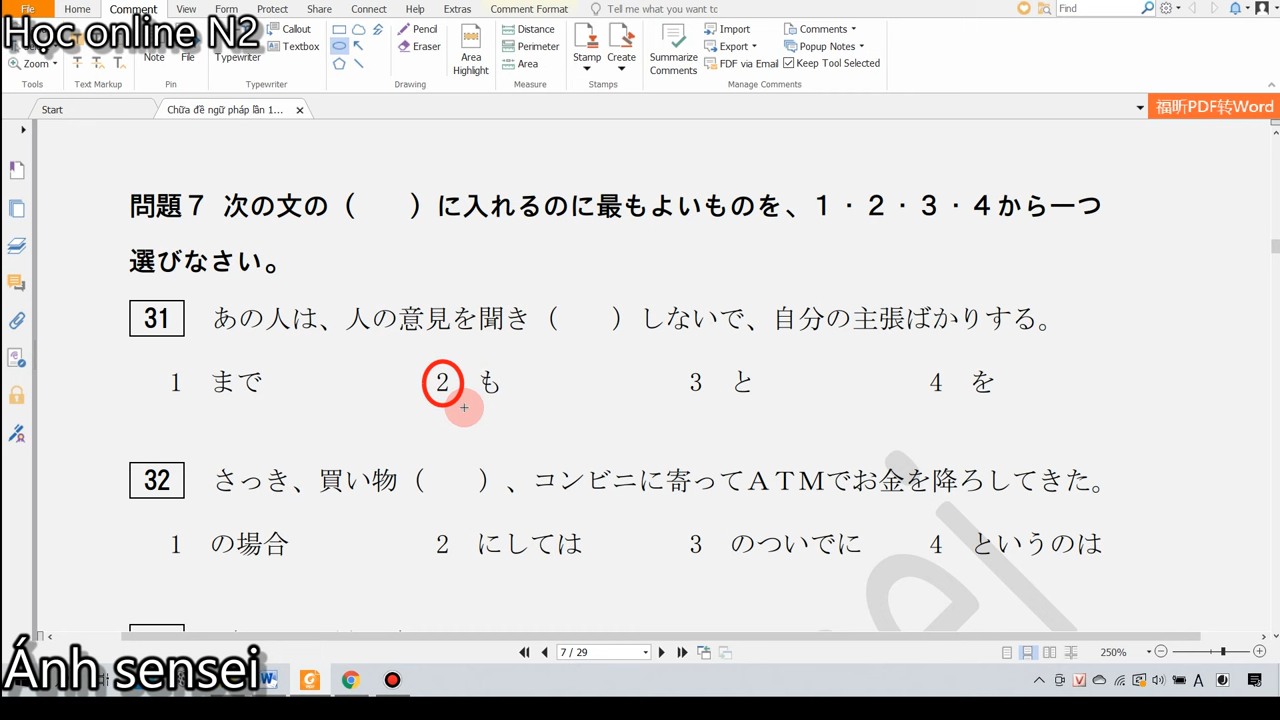 File Home Comment View Form Protect Share Connect Help Extras Comment Format Tell me what you want to Find
Học online N2
Zoom Typewriter Note File Typewriter Callout Textbox Pencil Eraser Area Highlight Distance Perimeter Area Stamp Create Summarize Comments Import Export FDF via Email Comments Popup Notes Keep Tool Selected
Tools Text Markup Pin Typewriter Drawing Measure Stamps Manage Comments
Start Chữa đề ngữ pháp lần 1... 福昕PDF转Word
問題７ 次の文の（ ）に入れるのに最もよいものを、１・２・３・４から一つ
選びなさい。
31 あの人は、人の意見を聞き（ ）しないで、自分の主張ばかりする。
1 まで 2 も 3 と 4 を
32 さっき、買い物（ ）、コンビニに寄ってＡＴＭでお金を降ろしてきた。
1 の場合 2 にしては 3 のついでに 4 というのは
7 / 29 250%
Ánh sensei